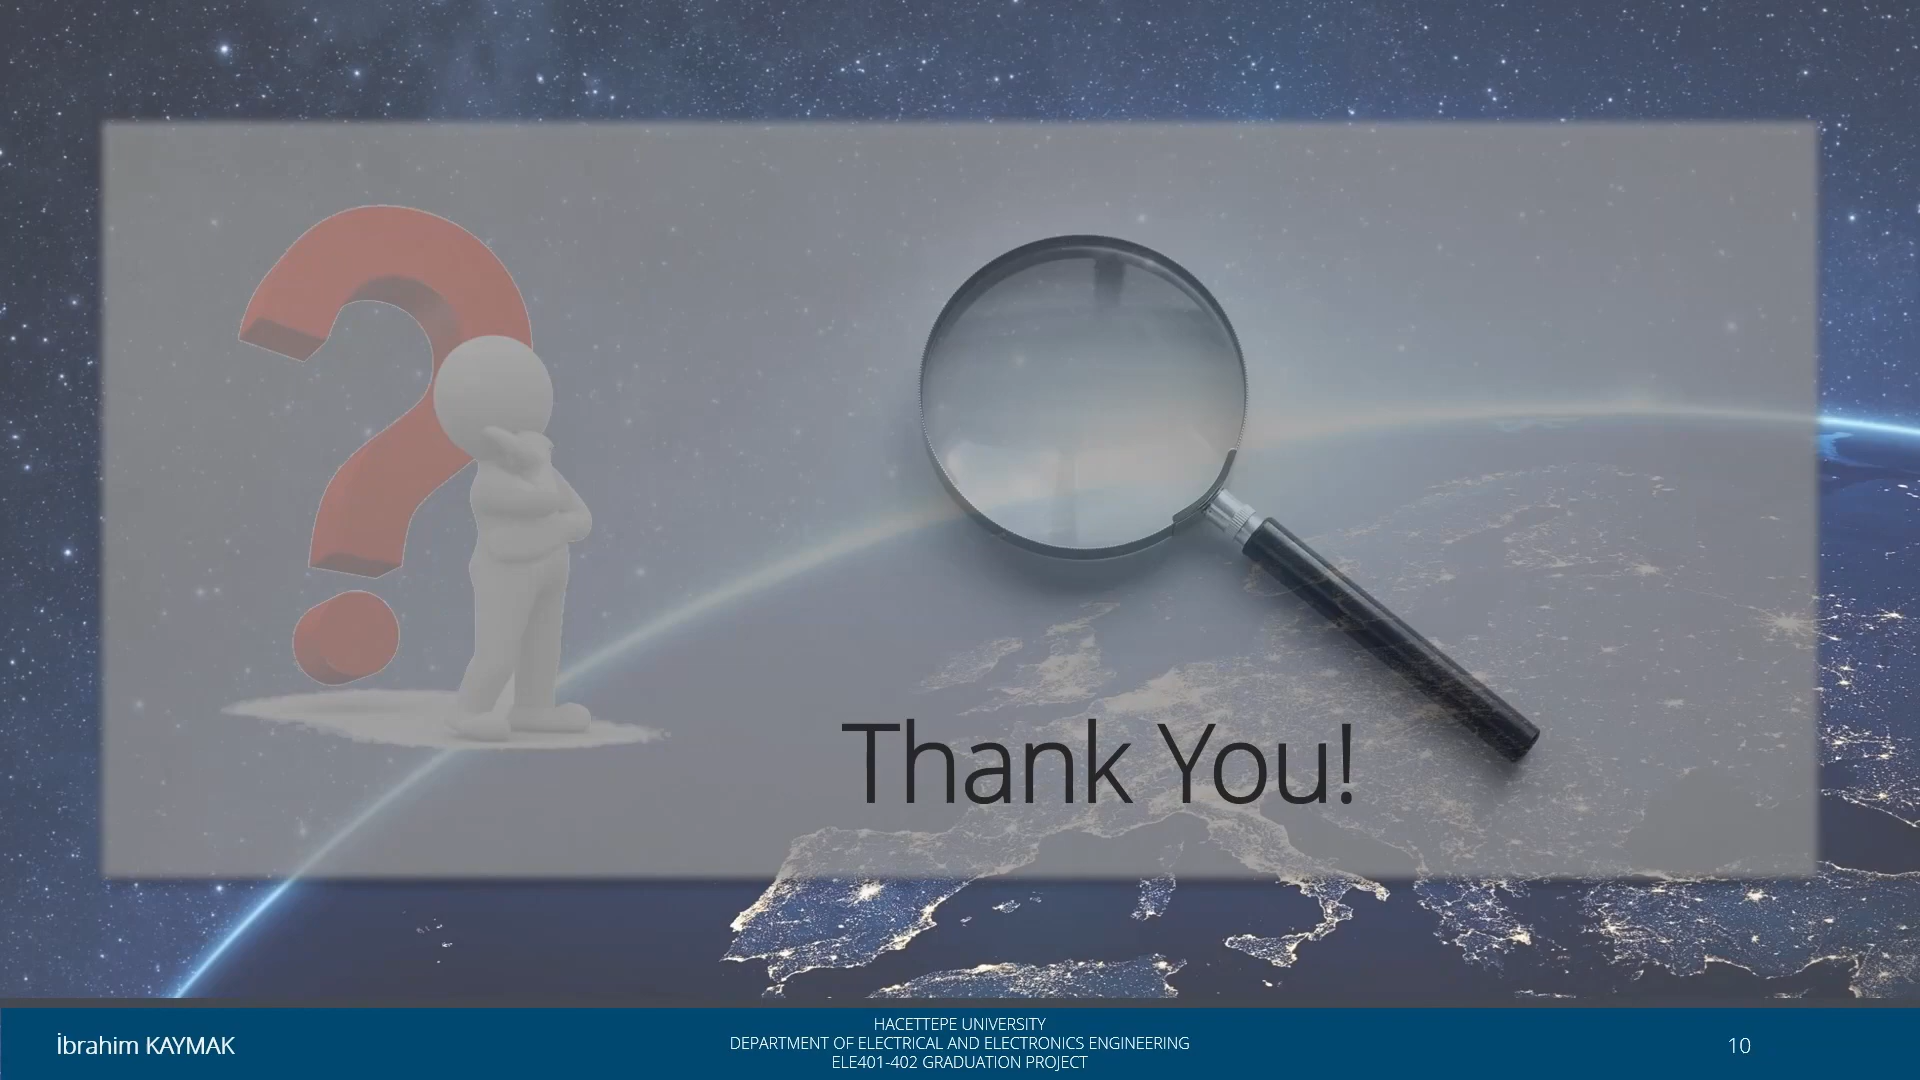 Thank You!
İbrahim KAYMAK
HACETTEPE UNIVERSITY
DEPARTMENT OF ELECTRICAL AND ELECTRONICS ENGINEERING
ELE401-402 GRADUATION PROJECT
10